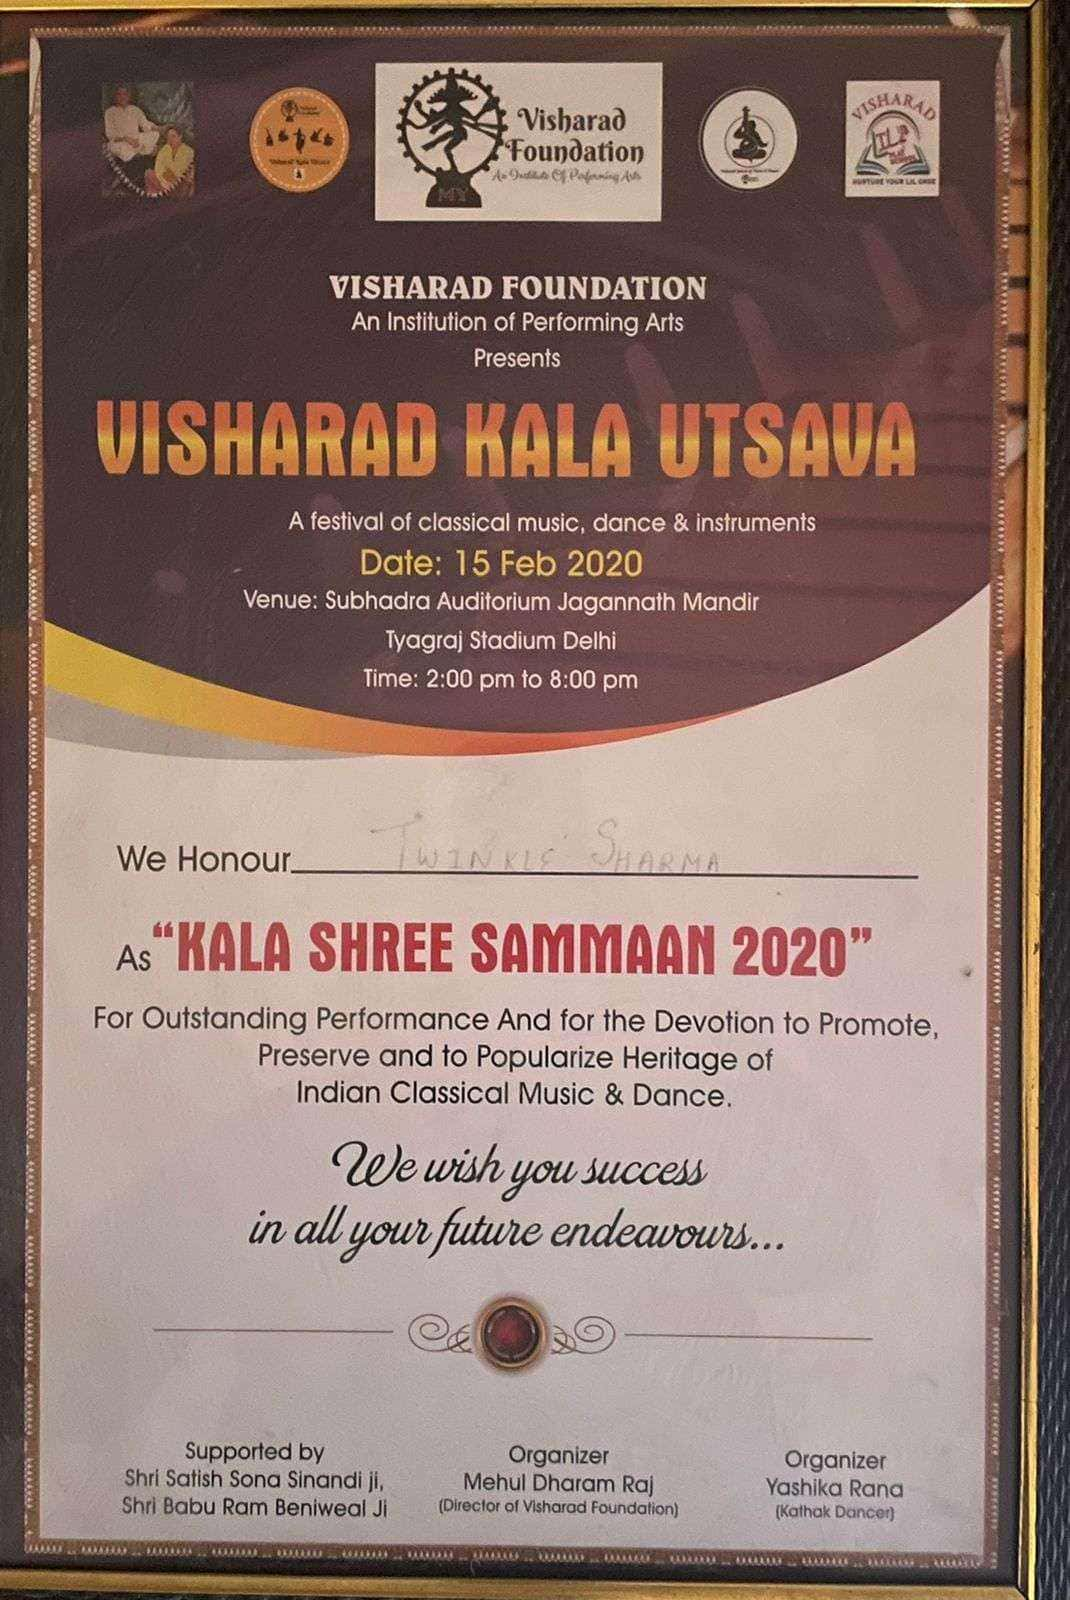 Visharad
Foundation
An Institute Of Performing Arts
MY
VISHARAD
NURTURE YOUR LIL ONES
VISHARAD FOUNDATION
An Institution of Performing Arts
Presents
VISHARAD KALA UTSAVA
A festival of classical music, dance & instruments
Date: 15 Feb 2020
Venue: Subhadra Auditorium Jagannath Mandir
Tyagraj Stadium Delhi
Time: 2:00 pm to 8:00 pm
We Honour TWINKLE SHARMA
As “KALA SHREE SAMMAAN 2020”
For Outstanding Performance And for the Devotion to Promote,
Preserve and to Popularize Heritage of
Indian Classical Music & Dance.
We wish you success
in all your future endeavours...
Supported by
Shri Satish Sona Sinandi ji,
Shri Babu Ram Beniweal Ji
Organizer
Mehul Dharam Raj
(Director of Visharad Foundation)
Organizer
Yashika Rana
(Kathak Dancer)